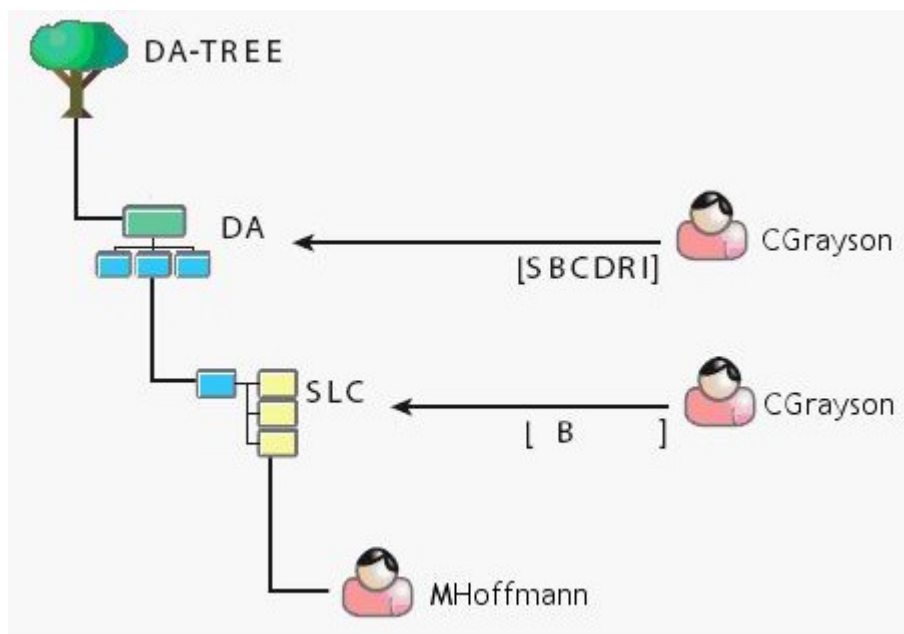 DA-TREE
DA
CGrayson
[SBCDRI]
SLC
CGrayson
[ B ]
MHoffmann